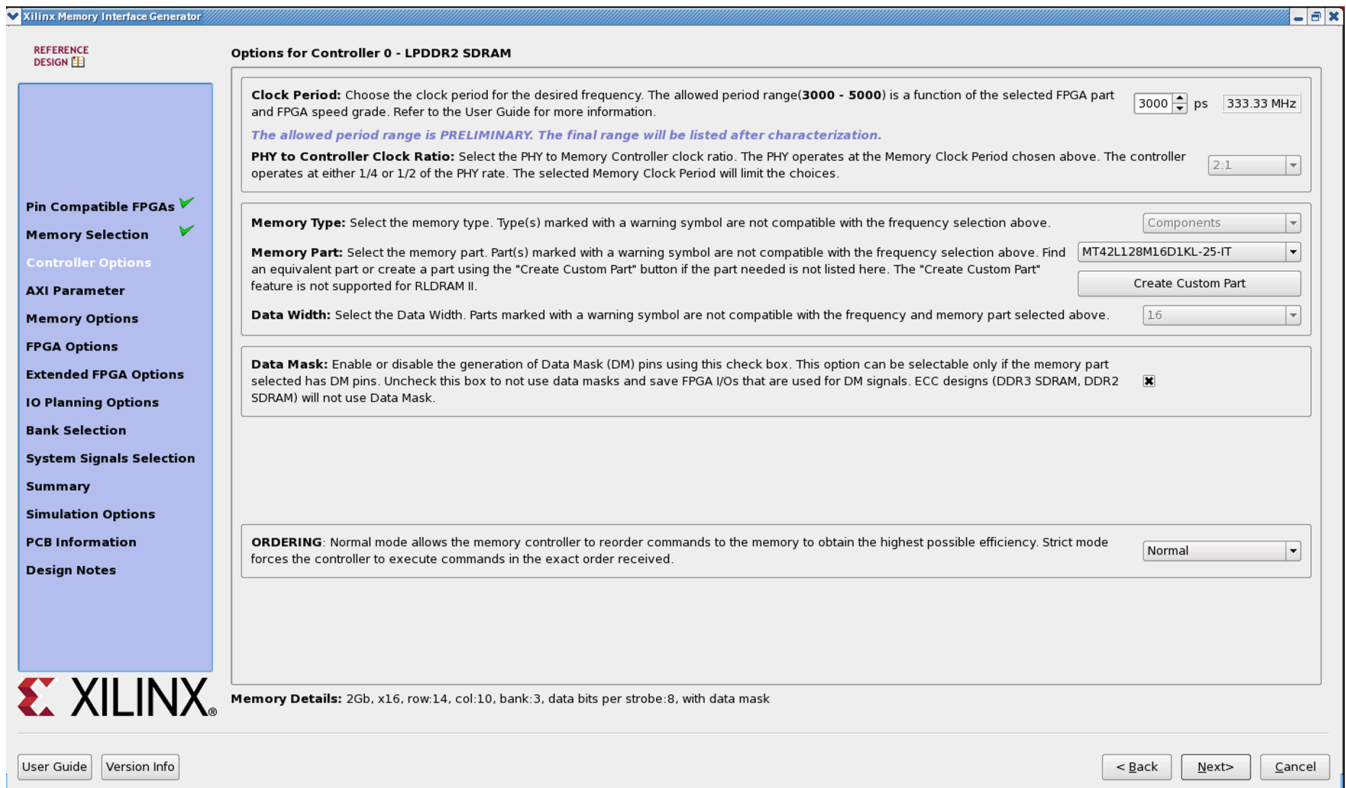 Xilinx Memory Interface Generator
REFERENCE
DESIGN
Pin Compatible FPGAs
Memory Selection
Controller Options
AXI Parameter
Memory Options
FPGA Options
Extended FPGA Options
IO Planning Options
Bank Selection
System Signals Selection
Summary
Simulation Options
PCB Information
Design Notes
XILINX®
Options for Controller 0 - LPDDR2 SDRAM
Clock Period: Choose the clock period for the desired frequency. The allowed period range(3000 - 5000) is a function of the selected FPGA part
and FPGA speed grade. Refer to the User Guide for more information.
3000 ps 333.33 MHz
The allowed period range is PRELIMINARY. The final range will be listed after characterization.
PHY to Controller Clock Ratio: Select the PHY to Memory Controller clock ratio. The PHY operates at the Memory Clock Period chosen above. The controller
operates at either 1/4 or 1/2 of the PHY rate. The selected Memory Clock Period will limit the choices.
2:1
Memory Type: Select the memory type. Type(s) marked with a warning symbol are not compatible with the frequency selection above.
Components
Memory Part: Select the memory part. Part(s) marked with a warning symbol are not compatible with the frequency selection above. Find
an equivalent part or create a part using the "Create Custom Part" button if the part needed is not listed here. The "Create Custom Part"
feature is not supported for RLDRAM II.
MT42L128M16D1KL-25-IT
Create Custom Part
Data Width: Select the Data Width. Parts marked with a warning symbol are not compatible with the frequency and memory part selected above.
16
Data Mask: Enable or disable the generation of Data Mask (DM) pins using this check box. This option can be selectable only if the memory part
selected has DM pins. Uncheck this box to not use data masks and save FPGA I/Os that are used for DM signals. ECC designs (DDR3 SDRAM, DDR2
SDRAM) will not use Data Mask.
ORDERING: Normal mode allows the memory controller to reorder commands to the memory to obtain the highest possible efficiency. Strict mode
forces the controller to execute commands in the exact order received.
Normal
Memory Details: 2Gb, x16, row:14, col:10, bank:3, data bits per strobe:8, with data mask
User Guide
Version Info
< Back
Next>
Cancel